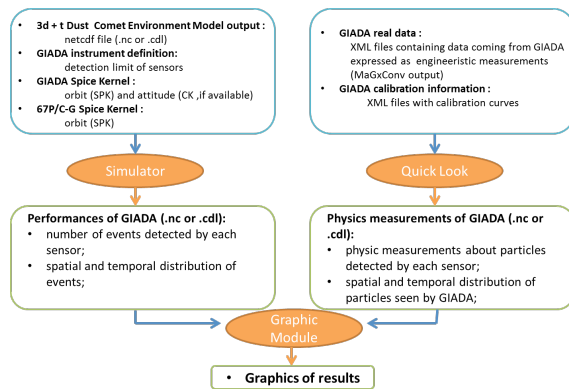 • 3d + t Dust Comet Environment Model output :
netcdf file (.nc or .cdl)
• GIADA instrument definition:
detection limit of sensors
• GIADA Spice Kernel :
orbit (SPK) and attitude (CK ,if available)
• 67P/C-G Spice Kernel :
orbit (SPK)
• GIADA real data :
XML files containing data coming from GIADA
expressed as engineeristic measurements
(MaGxConv output)
• GIADA calibration information :
XML files with calibration curves
Simulator
Quick Look
Performances of GIADA (.nc or .cdl):
• number of events detected by each
sensor;
• spatial and temporal distribution of
events;
Physics measurements of GIADA (.nc or
.cdl):
• physic measurements about particles
detected by each sensor;
• spatial and temporal distribution of
particles seen by GIADA;
Graphic
Module
• Graphics of results